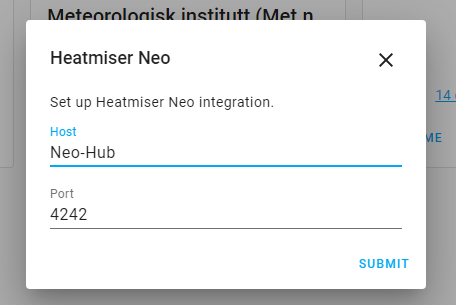 Meteorologisk institutt (Met.n
Heatmiser Neo
Set up Heatmiser Neo integration.
Host
Neo-Hub
14
Port
4242
ME
SUBMIT